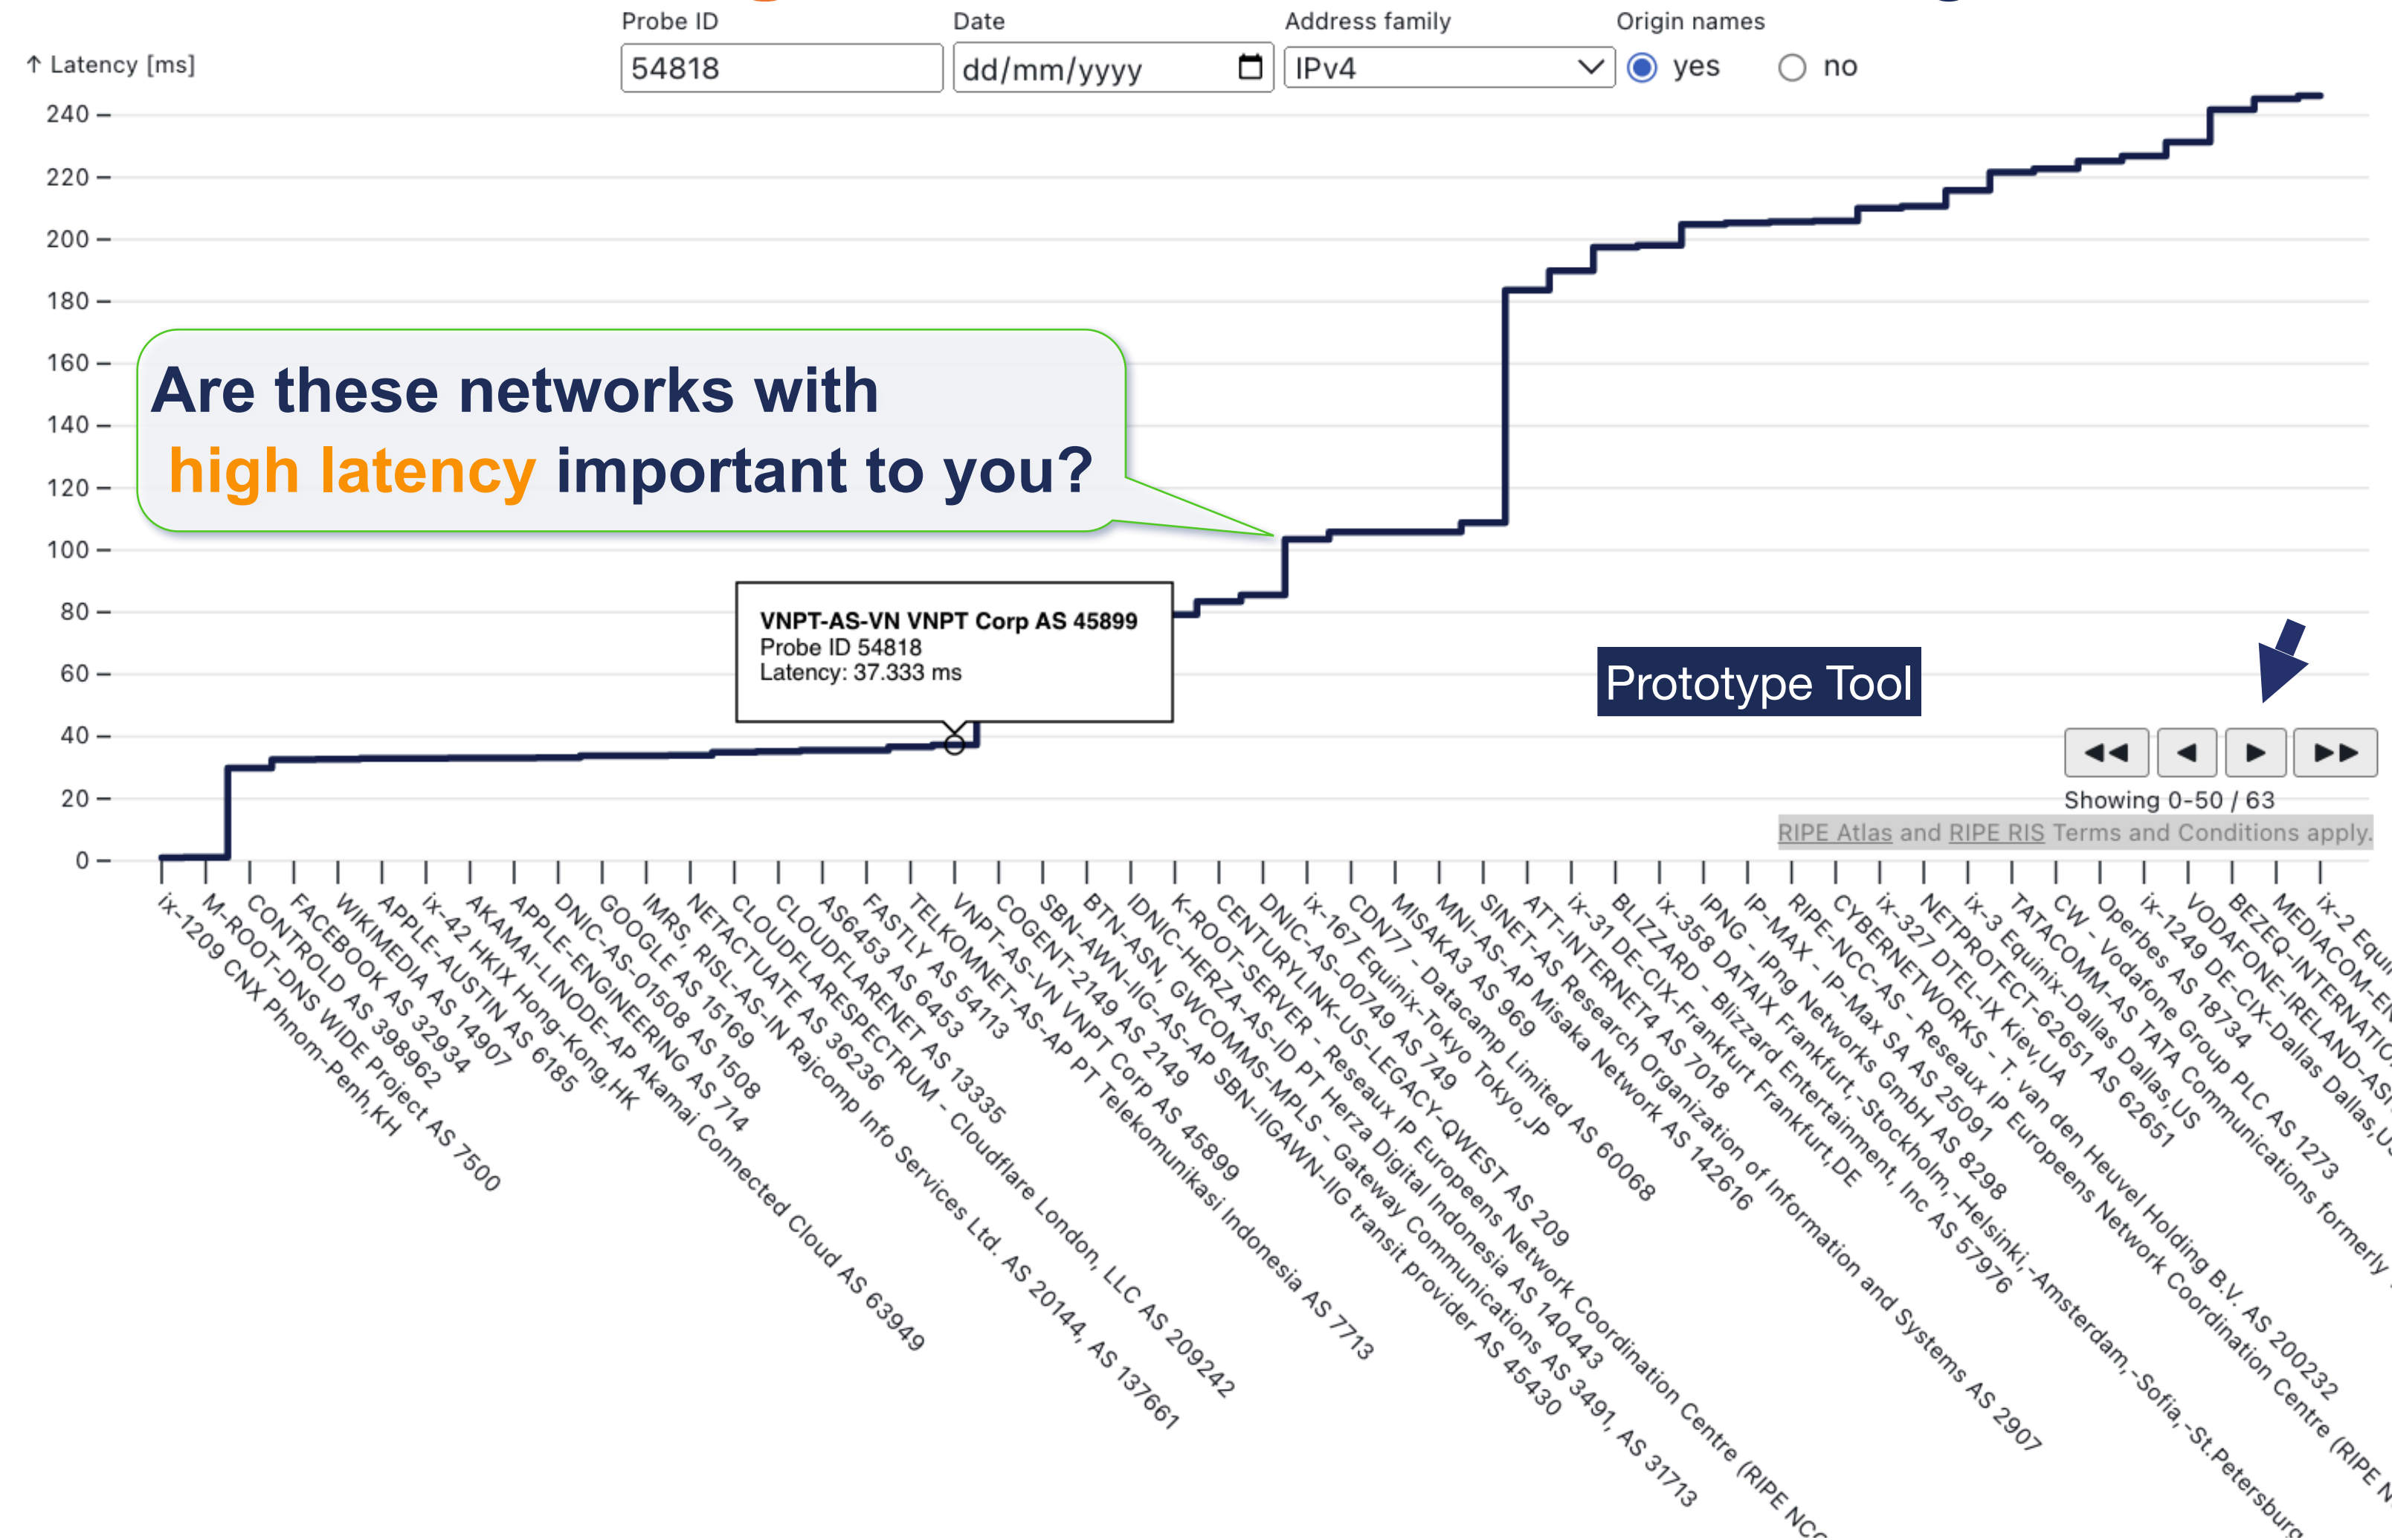 Probe ID
Date
Address family
Origin names
↑ Latency [ms]
54818
dd/mm/yyyy
IPv4
yes
no
240
220
200
180
160
140
120
100
80
60
40
20
0
Are these networks with
high latency important to you?
VNPT-AS-VN VNPT Corp AS 45899
Probe ID 54818
Latency: 37.333 ms
Prototype Tool
Showing 0-50 / 63
RIPE Atlas and RIPE RIS Terms and Conditions apply.
ix-1209 CNX Phnom-Penh,KH
M-ROOT-DNS WIDE Project AS 7500
CONTROLD AS 398962
FACEBOOK AS 32934
WIKIMEDIA AS 14907
APPLE-AUSTIN AS 6185
ix-42 HKIX Hong-Kong,HK
AKAMAI-LINODE-AP Akamai Connected Cloud AS 63949
APPLE-ENGINEERING AS 714
DNIC-AS-01508 AS 1508
GOOGLE AS 15169
IMRS, RISL-AS-IN Rajcomp Info Services Ltd. AS 20144, AS 137661
NETACTUATE AS 36236
CLOUDFLARESPECTRUM - Cloudflare London, LLC AS 209242
CLOUDFLARENET AS 13335
AS6453 AS 6453
FASTLY AS 54113
TELKOMNET-AS-AP PT Telekomunikasi Indonesia AS 7713
VNPT-AS-VN VNPT Corp AS 45899
COGENT-2149 AS 2149
SBN-AWN-IIG-AS-AP SBN-IIGAWN-IIG transit provider AS 45430
BTN-ASN, GWCOMMS-MPLS - Gateway Communications AS 3491, AS 31713
IDNIC-HERZA-AS-ID PT Herza Digital Indonesia AS 140443
K-ROOT-SERVER - Reseaux IP Europeens Network Coordination Centre (RIPE NCC
CENTURYLINK-US-LEGACY-QWEST AS 209
DNIC-AS-00749 AS 749
ix-167 Equinix-Tokyo Tokyo,JP
CDN77 - Datacamp Limited AS 60068
MISAKA3 AS 969
MNI-AS-AP Misaka Network AS 142616
SINET-AS Research Organization of Information and Systems AS 2907
ATT-INTERNET4 AS 7018
ix-31 DE-CIX-Frankfurt Frankfurt,DE
BLIZZARD - Blizzard Entertainment, Inc AS 57976
ix-358 DATAIX Frankfurt,-Stockholm,-Helsinki,-Amsterdam,-Sofia,-St.Petersburg
IPNG - IPng Networks GmbH AS 8298
IP-MAX - IP-Max SA AS 25091
RIPE-NCC-AS - Reseaux IP Europeens Network Coordination Centre (RIPE N
CYBERNETWORKS - T. van den Heuvel Holding B.V. AS 200232
ix-327 DTEL-IX Kiev,UA
NETPROTECT-62651 AS 62651
ix-3 Equinix-Dallas Dallas,US
TATACOMM-AS TATA Communications formerly
CW - Vodafone Group PLC AS 1273
Operbes AS 18734
ix-1249 DE-CIX-Dallas Dallas,US
VODAFONE-IRELAND-ASN
BEZEQ-INTERNATIO
MEDIACOM-EN
ix-2 Equin